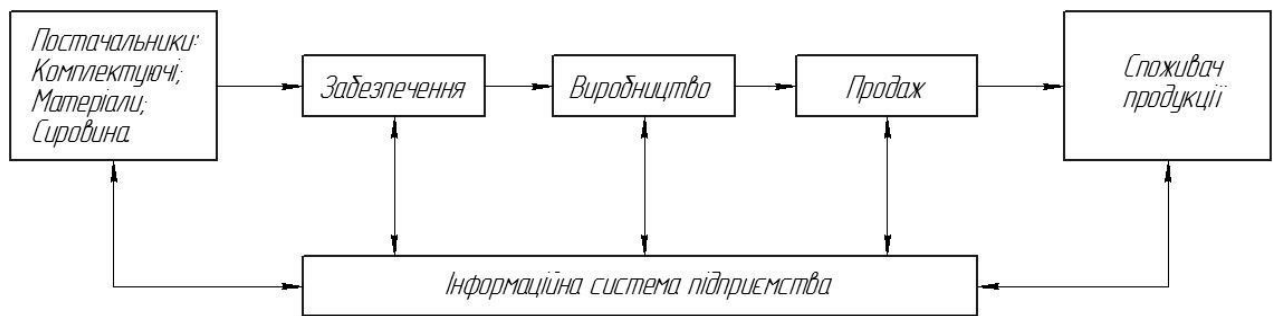 Постачальники:
Комплектуючі;
Матеріали;
Сировина
Забезпечення
Виробництво
Продаж
Споживач
продукції
Інформаційна система підприємства